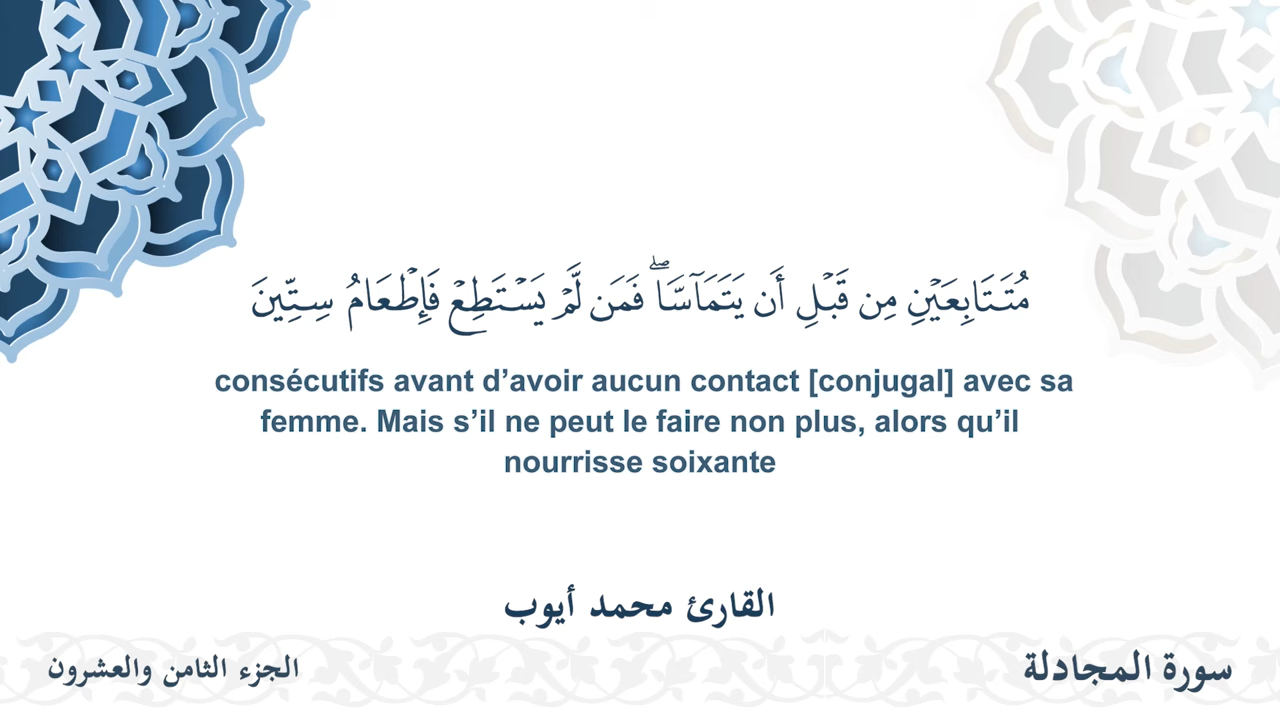 مُتَتَابِعَيْنِ مِن قَبْلِ أَن يَتَمَآسَّا ۖ فَمَن لَّمْ يَسْتَطِعْ فَإِطْعَامُ سِتِّينَ
consécutifs avant d’avoir aucun contact [conjugal] avec sa
femme. Mais s’il ne peut le faire non plus, alors qu’il
nourrisse soixante
القارئ محمد أيوب
سورة المجادلة
الجزء الثامن والعشرون